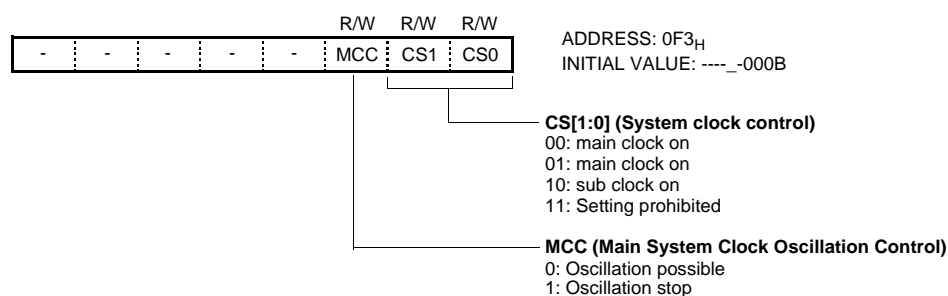 R/W R/W R/W
- - - - - MCC CS1 CS0
ADDRESS: 0F3H
INITIAL VALUE: ----_-000B
CS[1:0] (System clock control)
00: main clock on
01: main clock on
10: sub clock on
11: Setting prohibited
MCC (Main System Clock Oscillation Control)
0: Oscillation possible
1: Oscillation stop